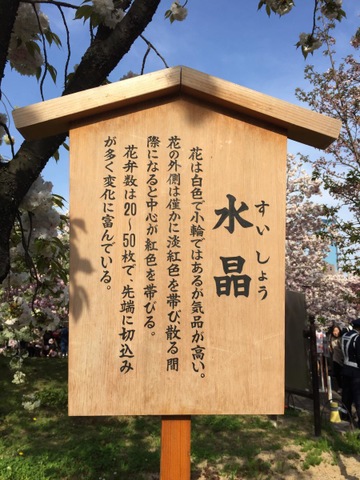 水晶
すいしょう
花は白色で小輪ではあるが気品が高い。
花の外側は僅かに淡紅色を帯び散る間
際になると中心が紅色を帯びる。
花弁数は20～50枚で、先端に切込み
が多く変化に富んでいる。